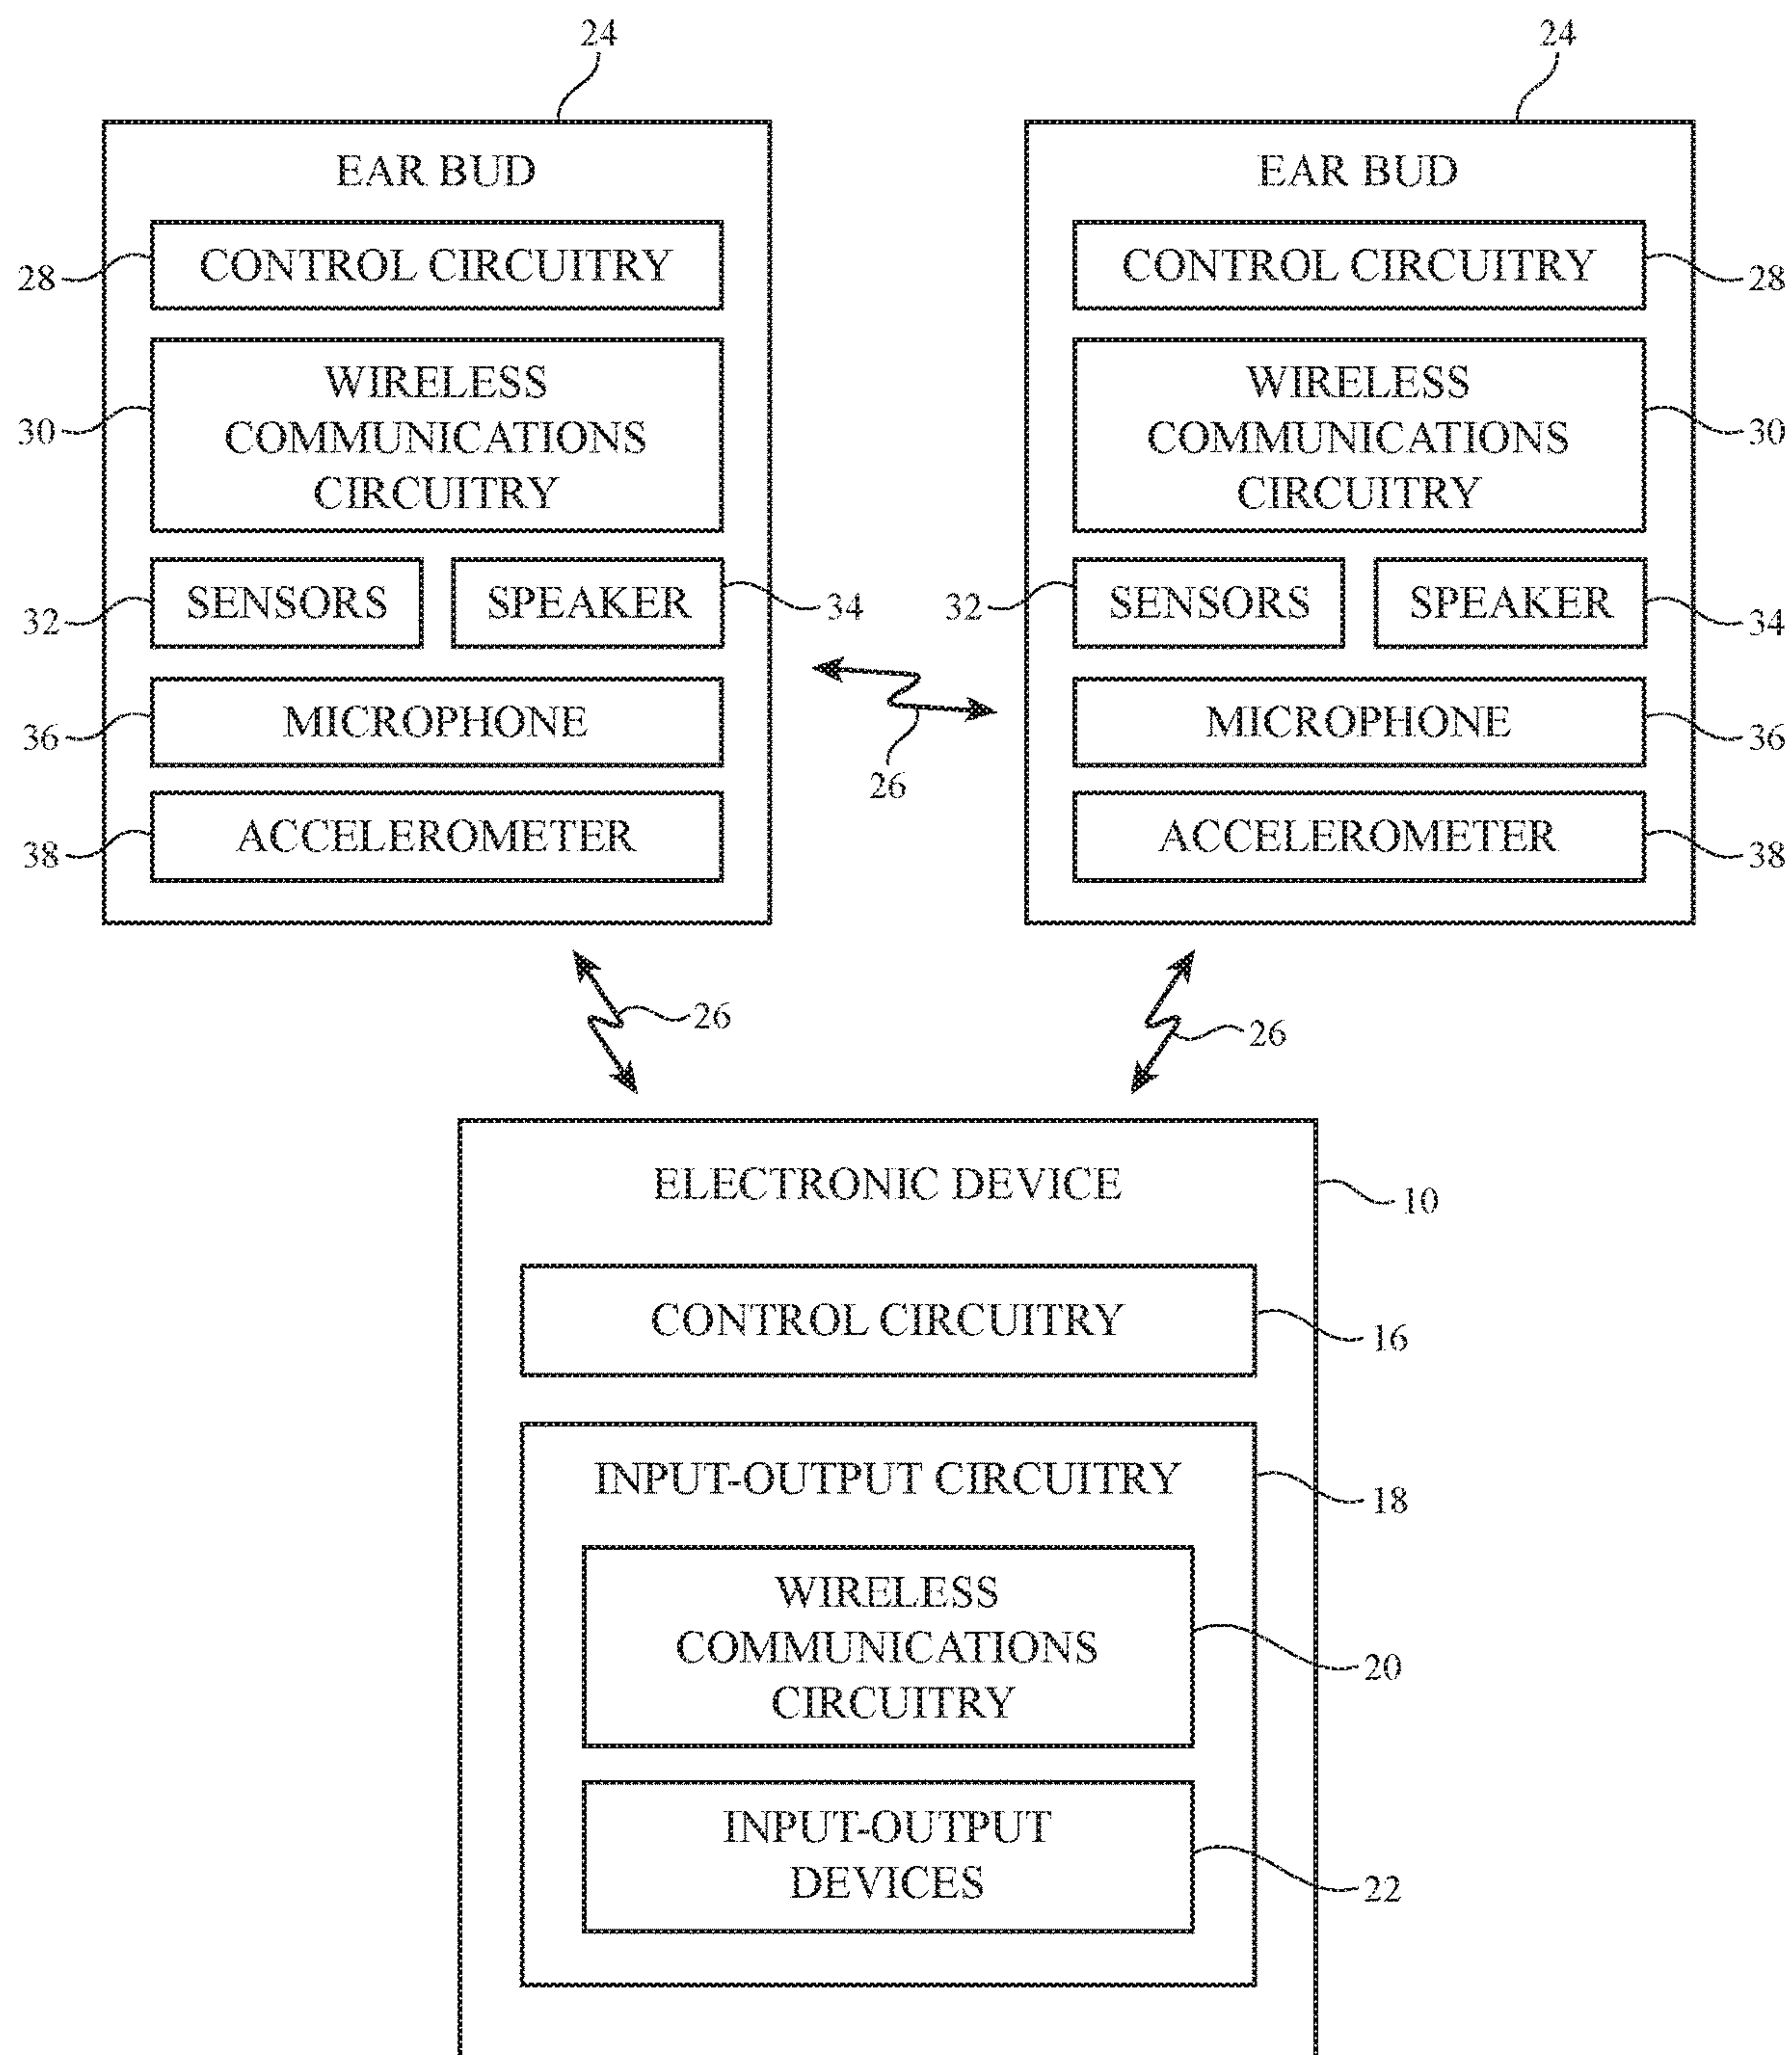 24
EAR BUD
28
CONTROL CIRCUITRY
30
WIRELESS
COMMUNICATIONS
CIRCUITRY
32
SENSORS
SPEAKER
34
36
MICROPHONE
38
ACCELEROMETER
26
24
EAR BUD
CONTROL CIRCUITRY
28
WIRELESS
COMMUNICATIONS
CIRCUITRY
30
32
SENSORS
SPEAKER
34
MICROPHONE
36
ACCELEROMETER
38
26
26
ELECTRONIC DEVICE
10
CONTROL CIRCUITRY
16
INPUT-OUTPUT CIRCUITRY
18
WIRELESS
COMMUNICATIONS
CIRCUITRY
20
INPUT-OUTPUT
DEVICES
22